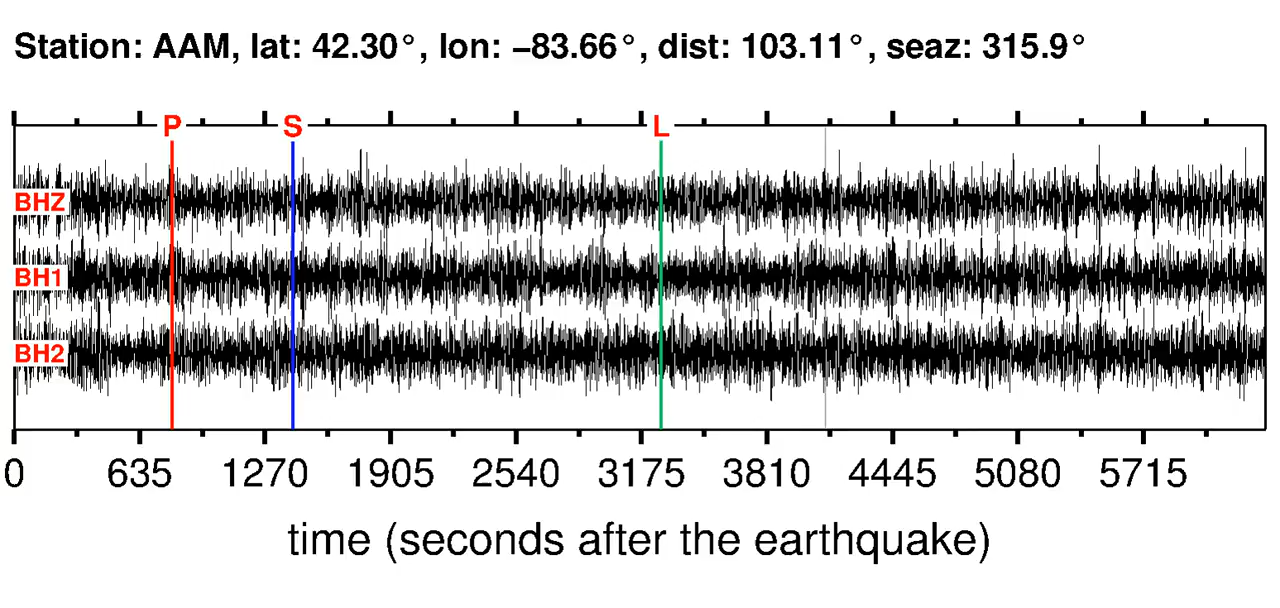 Station: AAM, lat: 42.30°, lon: −83.66°, dist: 103.11°, seaz: 315.9°
P S L
BHZ
BH1
BH2
0 635 1270 1905 2540 3175 3810 4445 5080 5715
time (seconds after the earthquake)